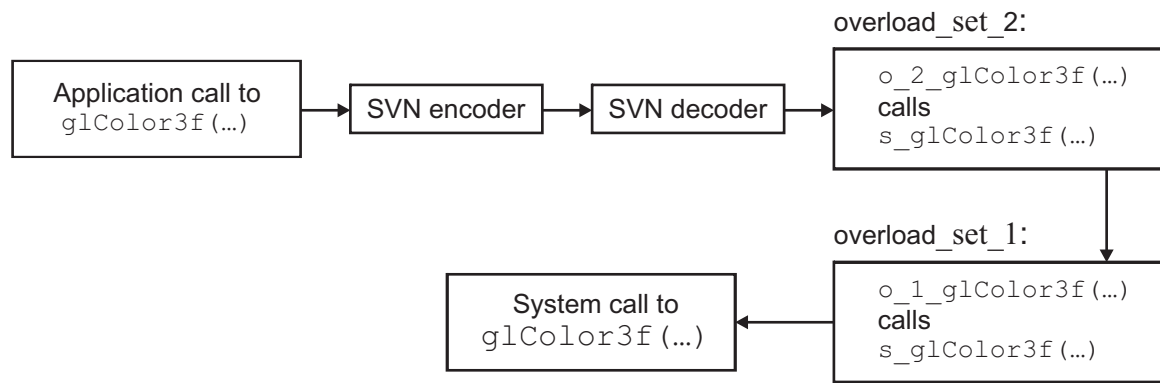 overload_set_2:
Application call to
glColor3f(…)
SVN encoder
SVN decoder
o_2_glColor3f(…)
calls
s_glColor3f(…)
overload_set_1:
System call to
glColor3f(…)
o_1_glColor3f(…)
calls
s_glColor3f(…)